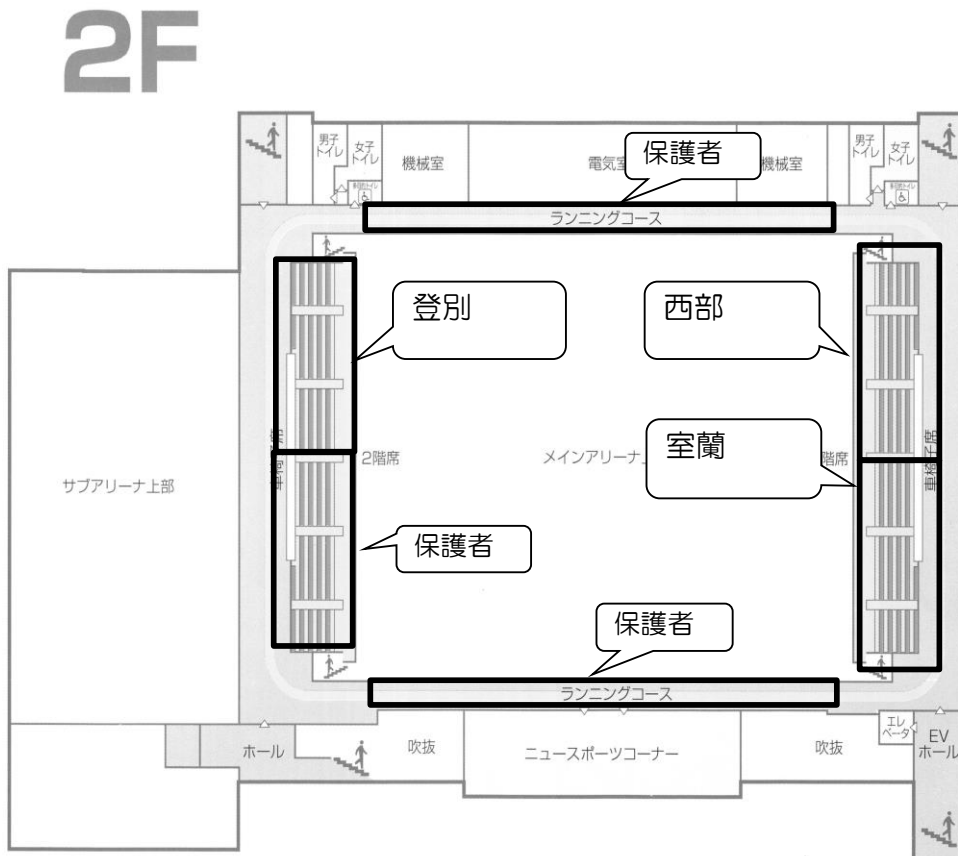 2F
男子
トイレ
女子
トイレ
機械室
電気室
保護者
機械室
男子
トイレ
女子
トイレ
ランニングコース
登別
西部
サブアリーナ上部
2階席
メインアリーナ上
室蘭
階席
車椅子席
保護者
保護者
ランニングコース
ホール
吹抜
ニュースポーツコーナー
吹抜
エレ
ベータ
EV
ホール